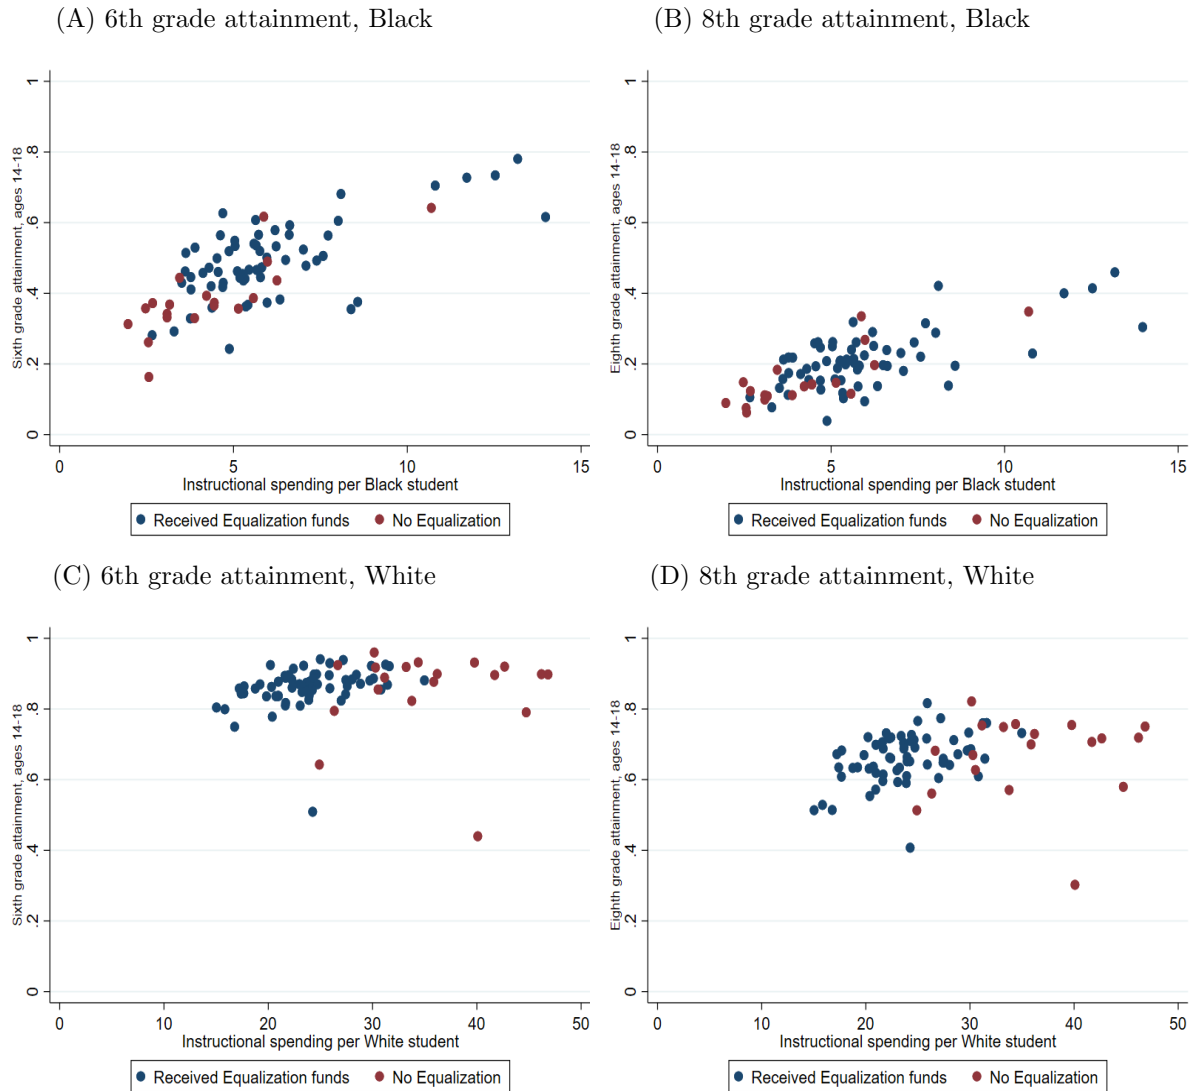 (A) 6th grade attainment, Black
Sixth grade attainment, ages 14-18
1
.8
.6
.4
.2
0
0 5 10 15
Instructional spending per Black student
Received Equalization funds No Equalization
(B) 8th grade attainment, Black
Eighth grade attainment, ages 14-18
1
.8
.6
.4
.2
0
0 5 10 15
Instructional spending per Black student
Received Equalization funds No Equalization
(C) 6th grade attainment, White
Sixth grade attainment, ages 14-18
1
.8
.6
.4
.2
0
0 10 20 30 40 50
Instructional spending per White student
Received Equalization funds No Equalization
(D) 8th grade attainment, White
Eighth grade attainment, ages 14-18
1
.8
.6
.4
.2
0
0 10 20 30 40 50
Instructional spending per White student
Received Equalization funds No Equalization